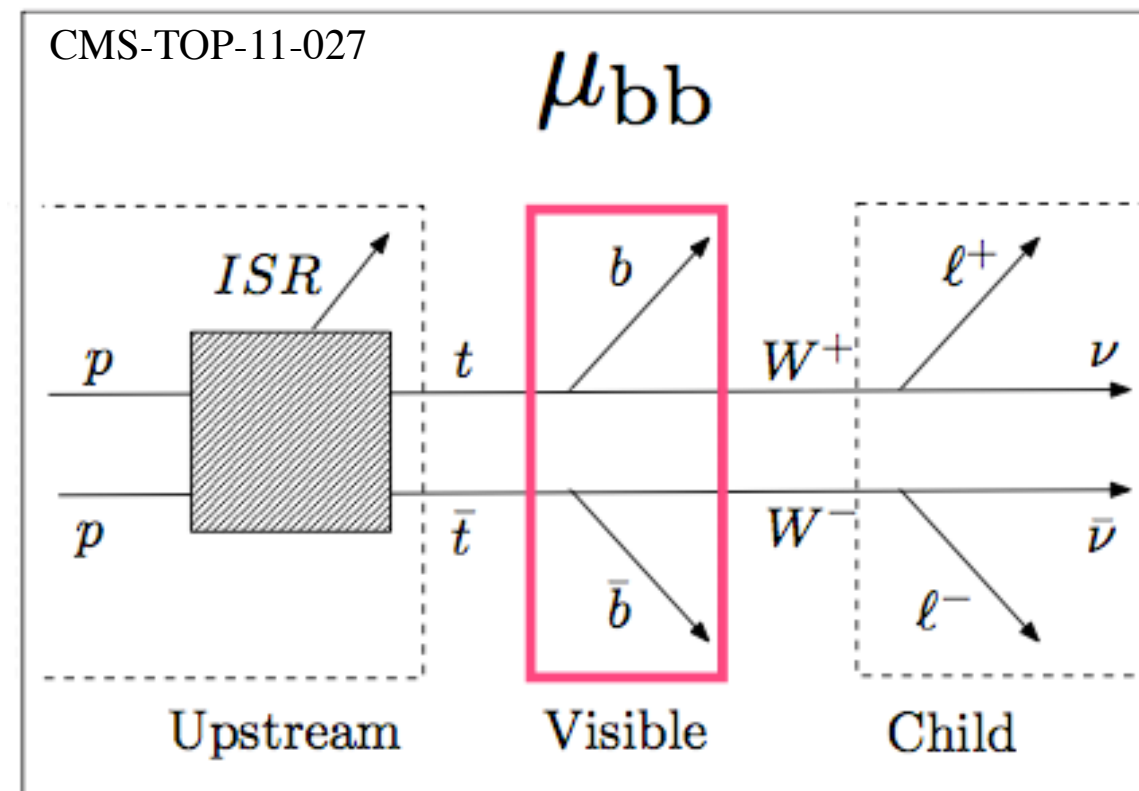 CMS-TOP-11-027
μbb
ISR b ℓ+
p t W+ ν
p t̄ b̄ W− ℓ− ν̄
Upstream Visible Child